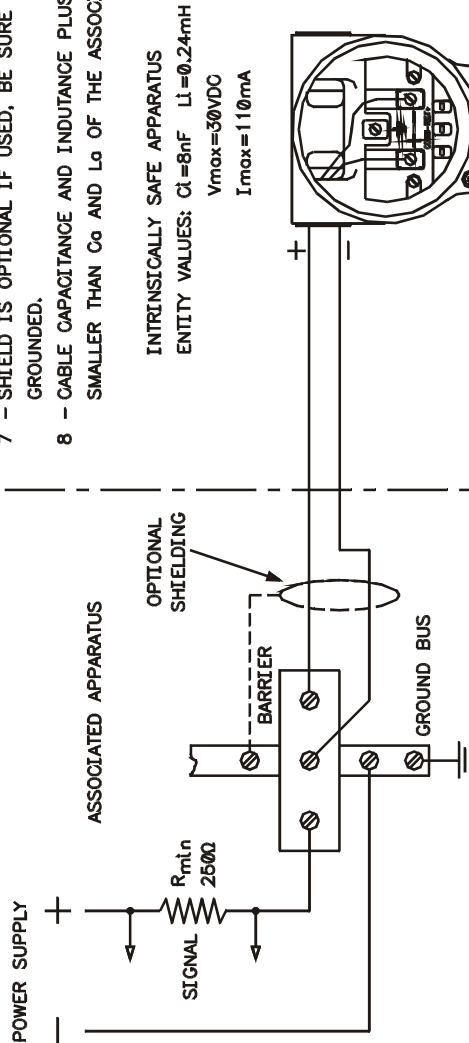 7 - SHIELD IS OPTIONAL IF USED, BE SURE
GROUNDED.
8 - CABLE CAPACITANCE AND INDUTANCE PLUS
SMALLER THAN Ca AND La OF THE ASSOCI
INTRINSICALLY SAFE APPARATUS
ENTITY VALUES: Ci=8nF Li=0.24mH
Vmax=30VDC
Imax=110mA
+
–
OPTIONAL
SHIELDING
ASSOCIATED APPARATUS
BARRIER
GROUND BUS
Rmin
250Ω
SIGNAL
POWER SUPPLY
+
–